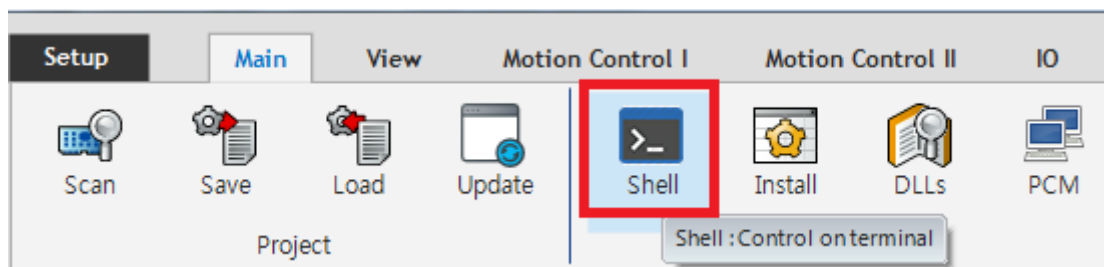 Setup Main View Motion Control I Motion Control II IO
>_
Scan Save Load Update Shell Install DLLs PCM
Project
Shell : Control on terminal